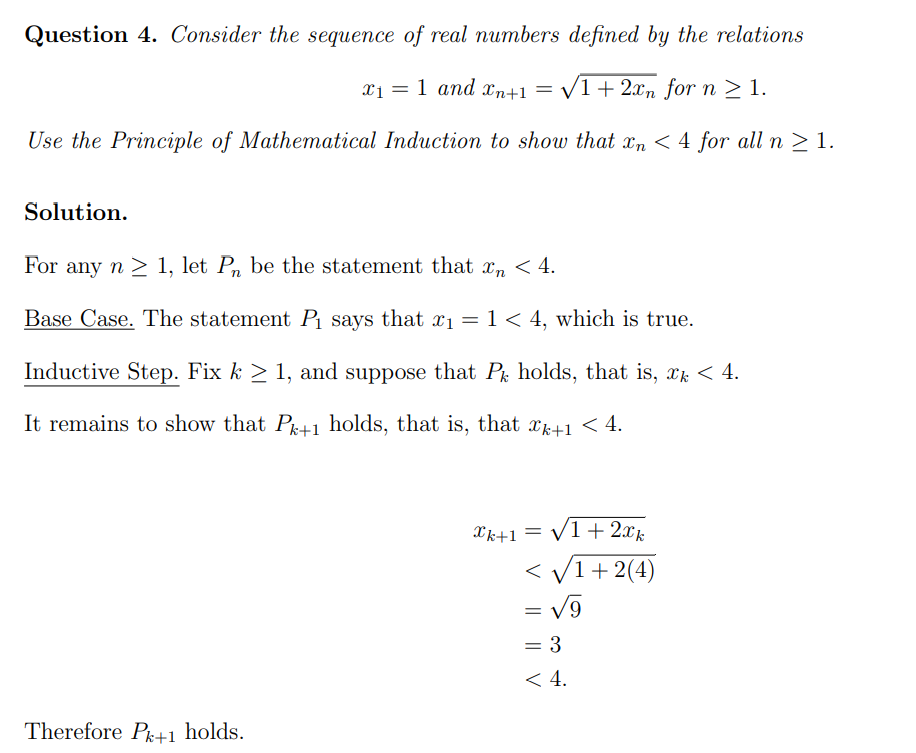 Question 4. Consider the sequence of real numbers defined by the relations
x₁ = 1 and xₙ₊₁ = √(1 + 2xₙ) for n ≥ 1.
Use the Principle of Mathematical Induction to show that xₙ < 4 for all n ≥ 1.
Solution.
For any n ≥ 1, let Pₙ be the statement that xₙ < 4.
Base Case. The statement P₁ says that x₁ = 1 < 4, which is true.
Inductive Step. Fix k ≥ 1, and suppose that Pₖ holds, that is, xₖ < 4.
It remains to show that Pₖ₊₁ holds, that is, that xₖ₊₁ < 4.
xₖ₊₁ = √(1 + 2xₖ)
< √(1 + 2(4))
= √9
= 3
< 4.
Therefore Pₖ₊₁ holds.